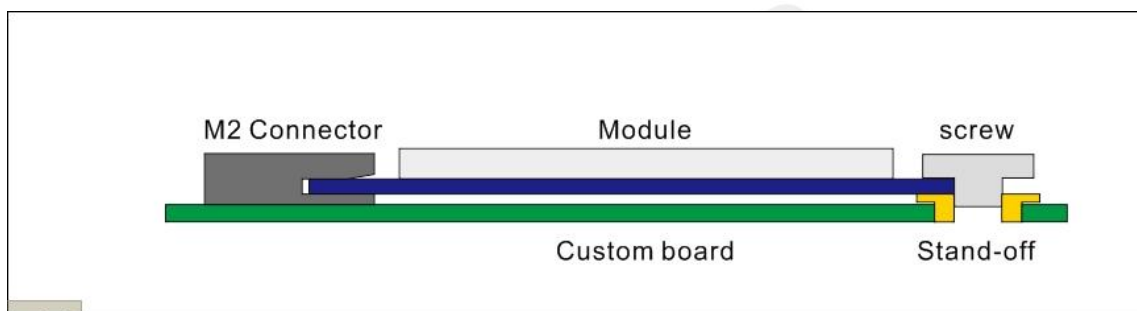 M2 Connector
Module
screw
Custom board
Stand-off